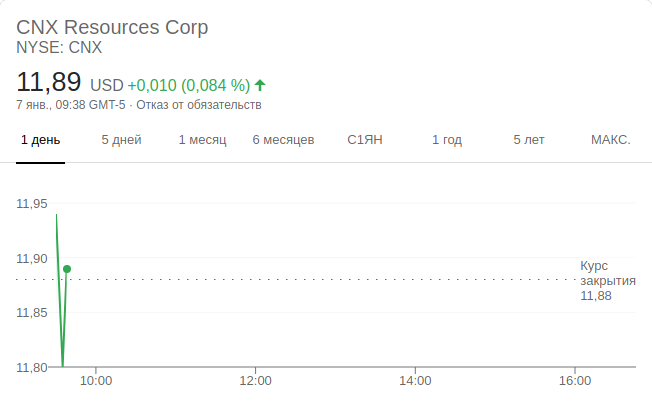 CNX Resources Corp
NYSE: CNX
11,89 USD +0,010 (0,084 %)
7 янв., 09:38 GMT-5 · Отказ от обязательств
1 день 5 дней 1 месяц 6 месяцев С1ЯН 1 год 5 лет МАКС.
11,95
11,90
Курс
закрытия
11,88
11,85
11,80
10:00 12:00 14:00 16:00